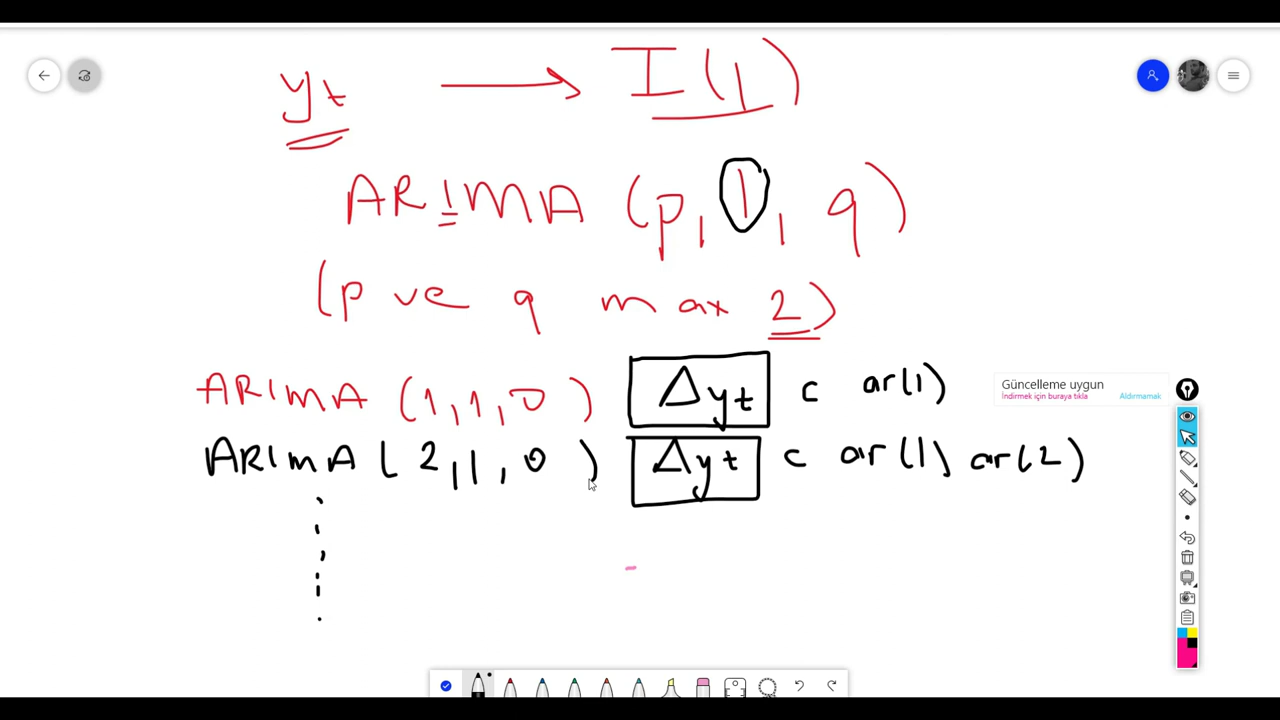 yt → I(1)
ARIMA (p, 1, q)
(p ve q max 2)
ARIMA (1,1,0) Δyt c ar(1)
Güncelleme uygun
İndirmek için buraya tıkla Aldırmamak
ARIMA (2,1,0) Δyt c ar(1) ar(2)